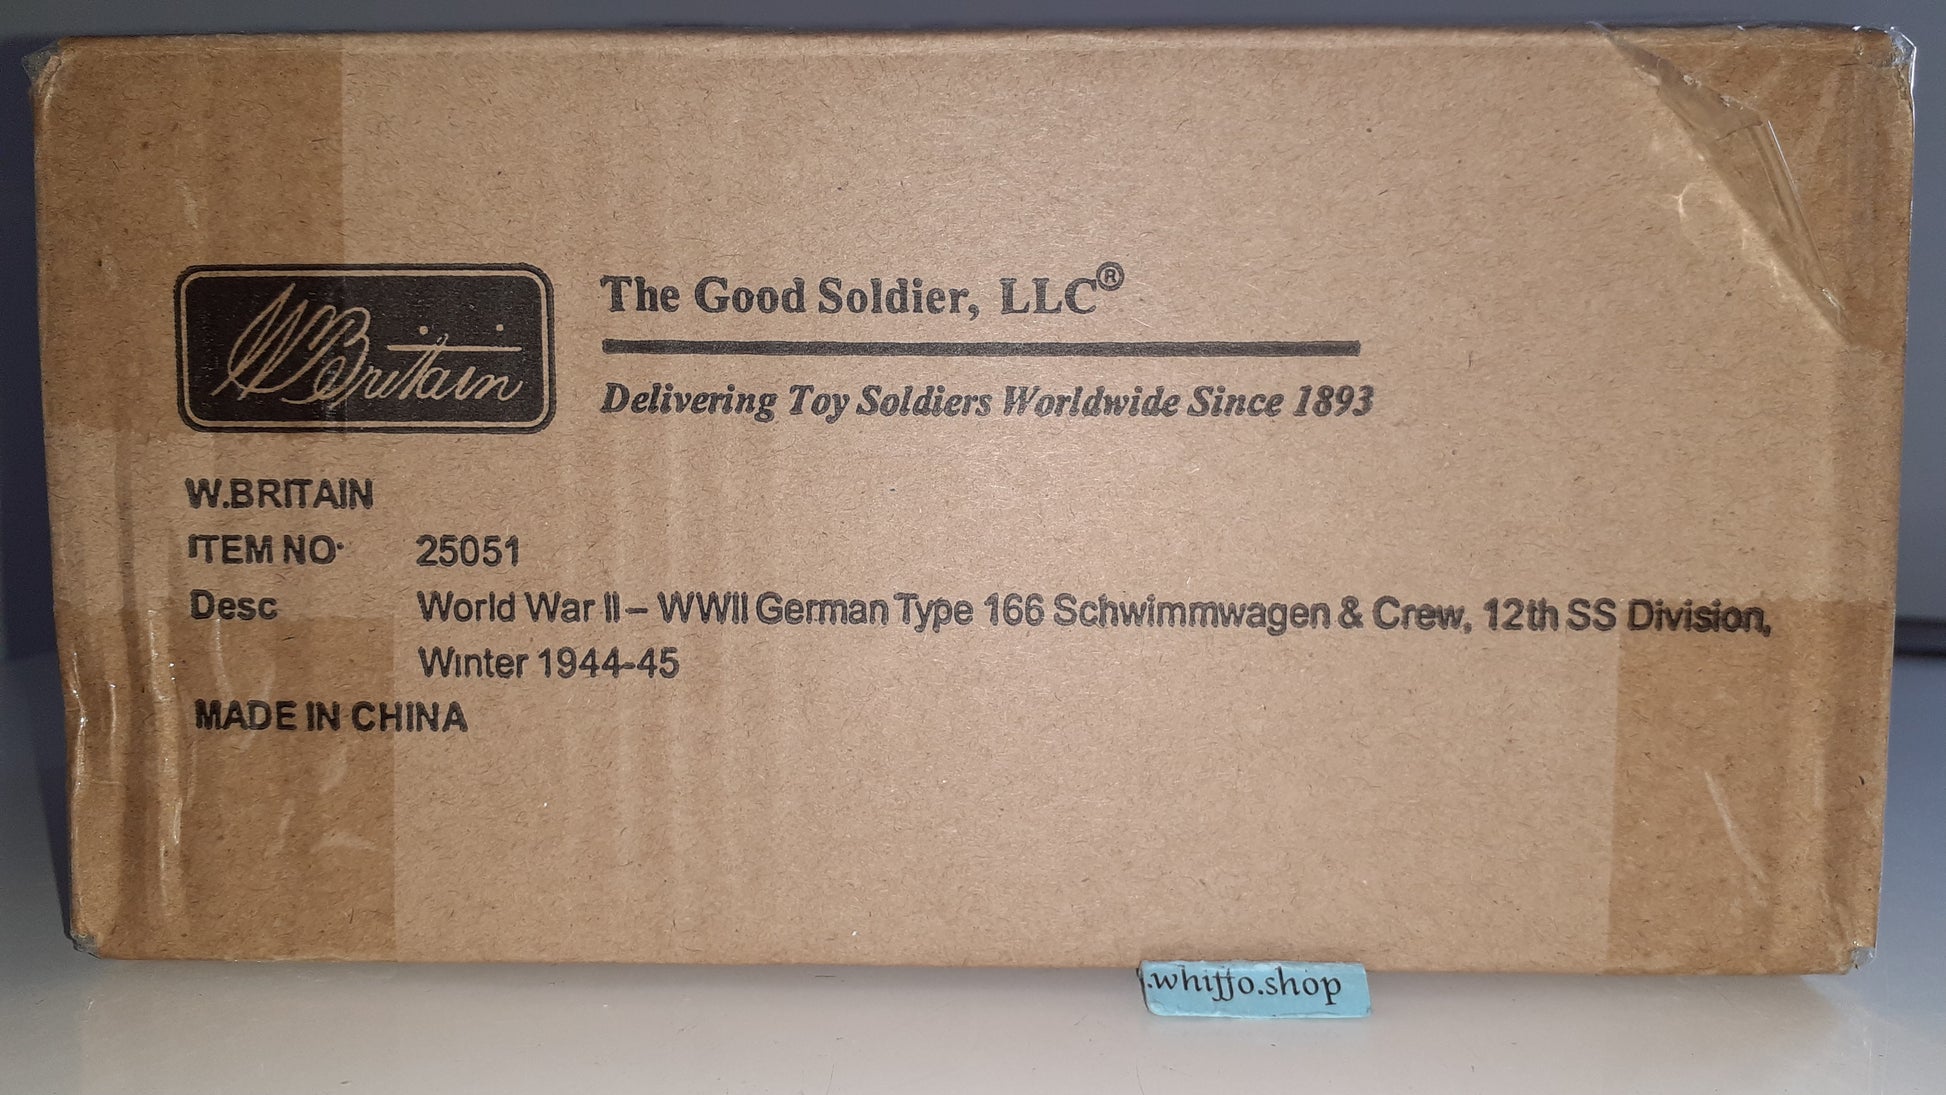 W Britain
The Good Soldier, LLC®
Delivering Toy Soldiers Worldwide Since 1893
W.BRITAIN
ITEM NO. 25051
Desc World War II – WWII German Type 166 Schwimmwagen & Crew, 12th SS Division,
Winter 1944-45
MADE IN CHINA
.whiffo.shop